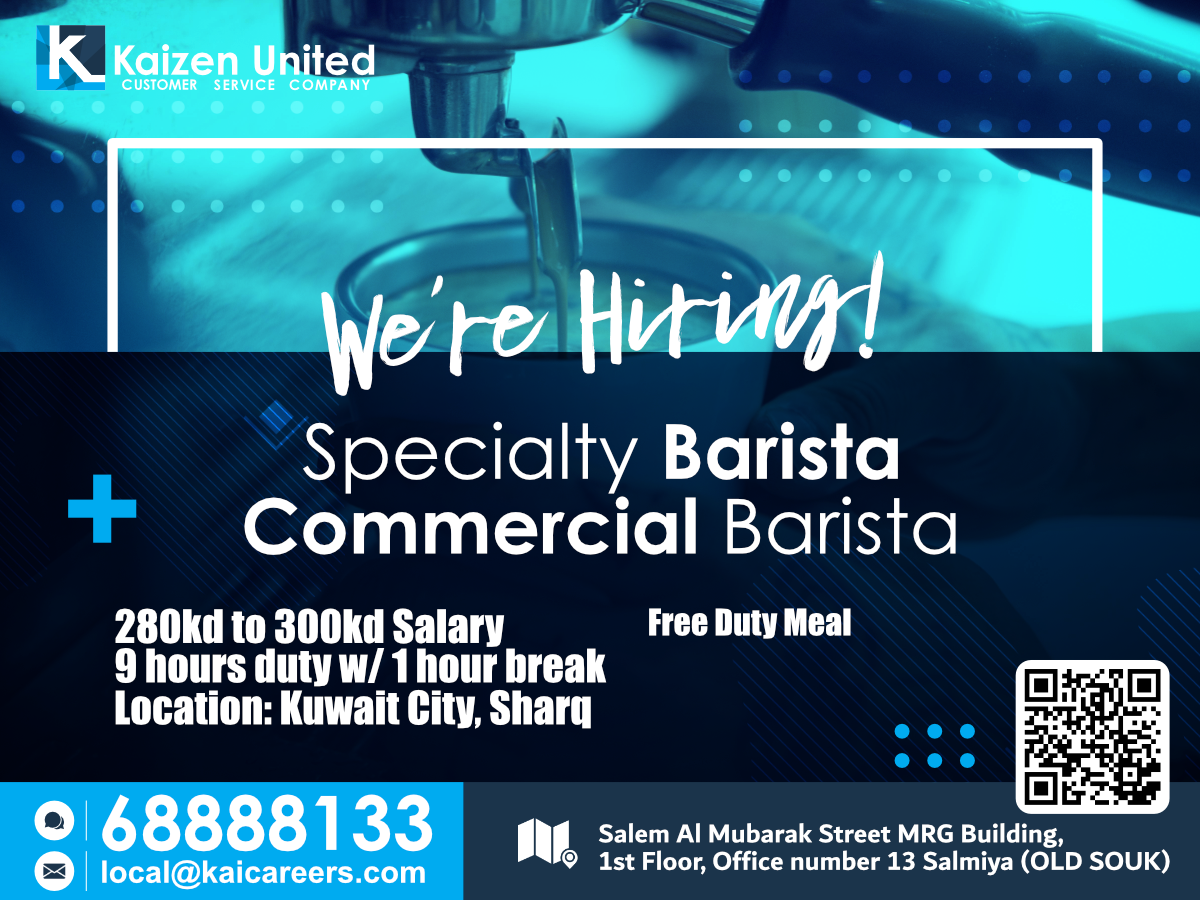 Kaizen United
CUSTOMER SERVICE COMPANY
We're Hiring!
Specialty Barista
Commercial Barista
280kd to 300kd Salary
9 hours duty w/ 1 hour break
Location: Kuwait City, Sharq
Free Duty Meal
68888133
local@kaicareers.com
Salem Al Mubarak Street MRG Building,
1st Floor, Office number 13 Salmiya (OLD SOUK)